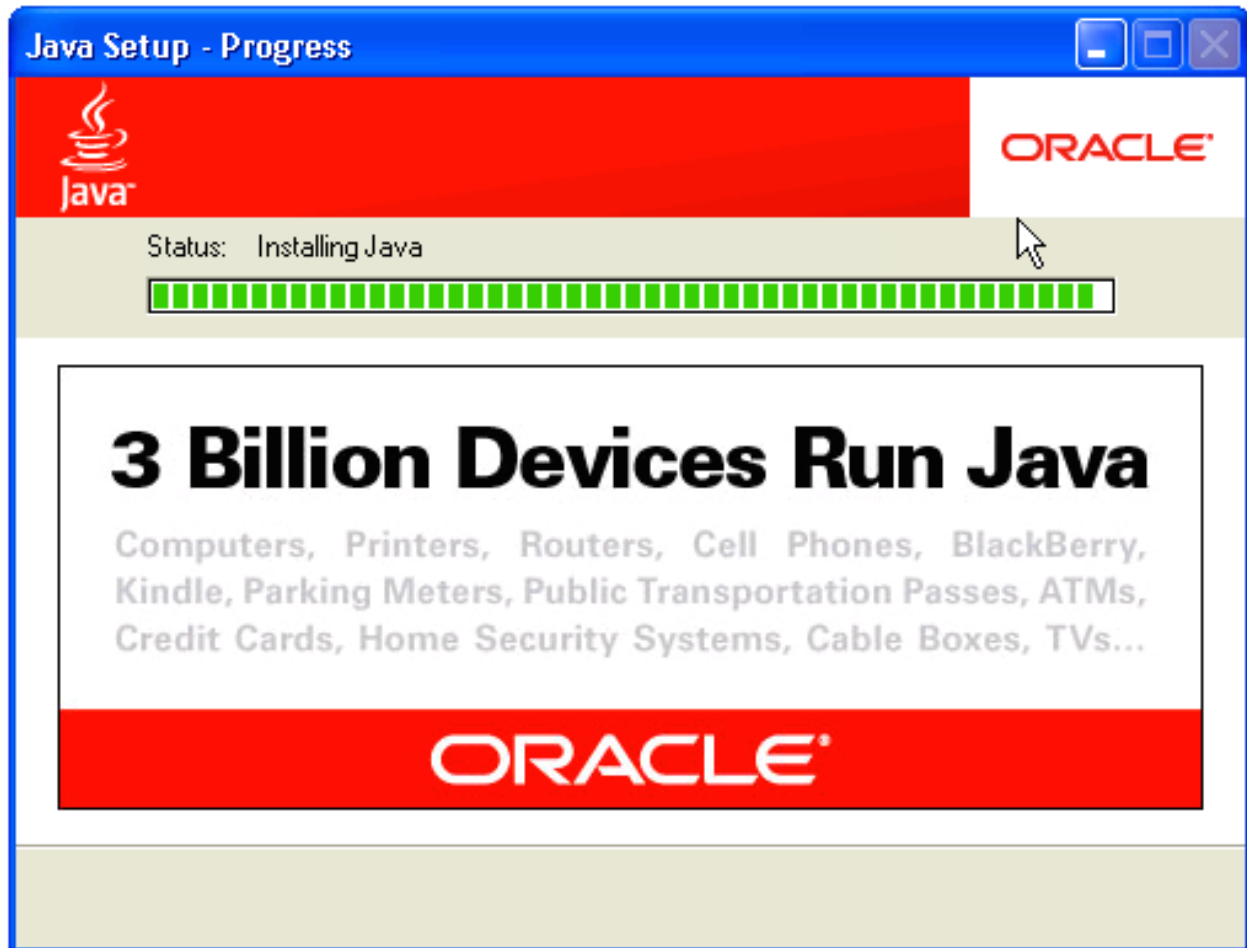 Java Setup - Progress
Java™
ORACLE®
Status: Installing Java
3 Billion Devices Run Java
Computers, Printers, Routers, Cell Phones, BlackBerry,
Kindle, Parking Meters, Public Transportation Passes, ATMs,
Credit Cards, Home Security Systems, Cable Boxes, TVs...
ORACLE®